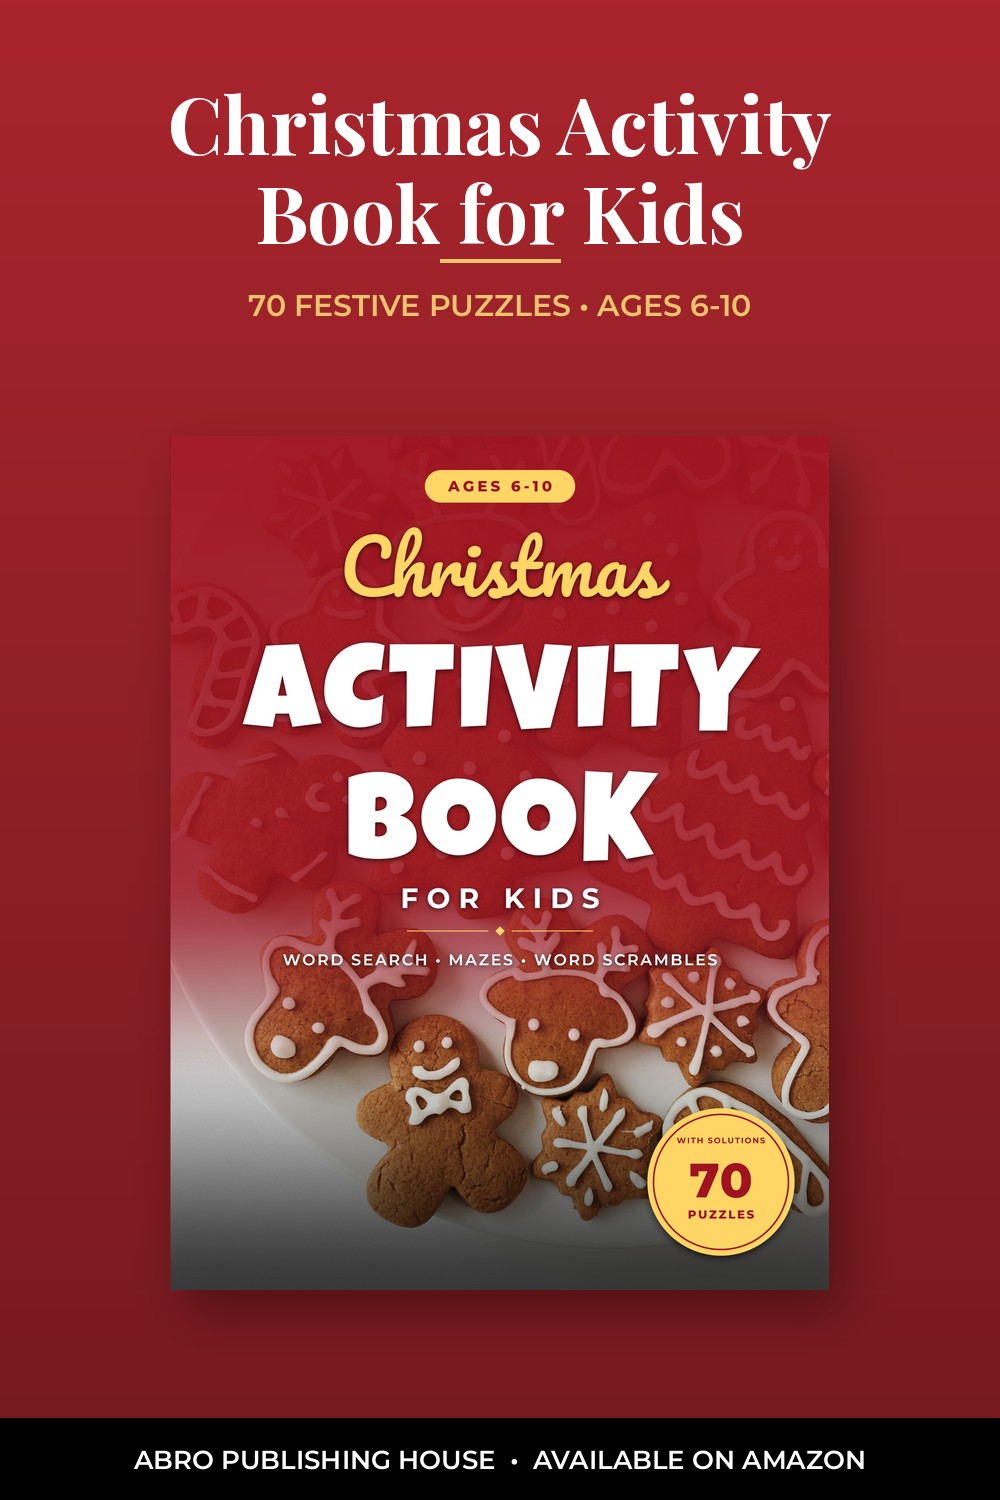 Christmas Activity
Book for Kids
70 FESTIVE PUZZLES • AGES 6-10
AGES 6-10
Christmas
ACTIVITY
BOOK
FOR KIDS
WORD SEARCH • MAZES • WORD SCRAMBLES
WITH SOLUTIONS
70
PUZZLES
ABRO PUBLISHING HOUSE • AVAILABLE ON AMAZON